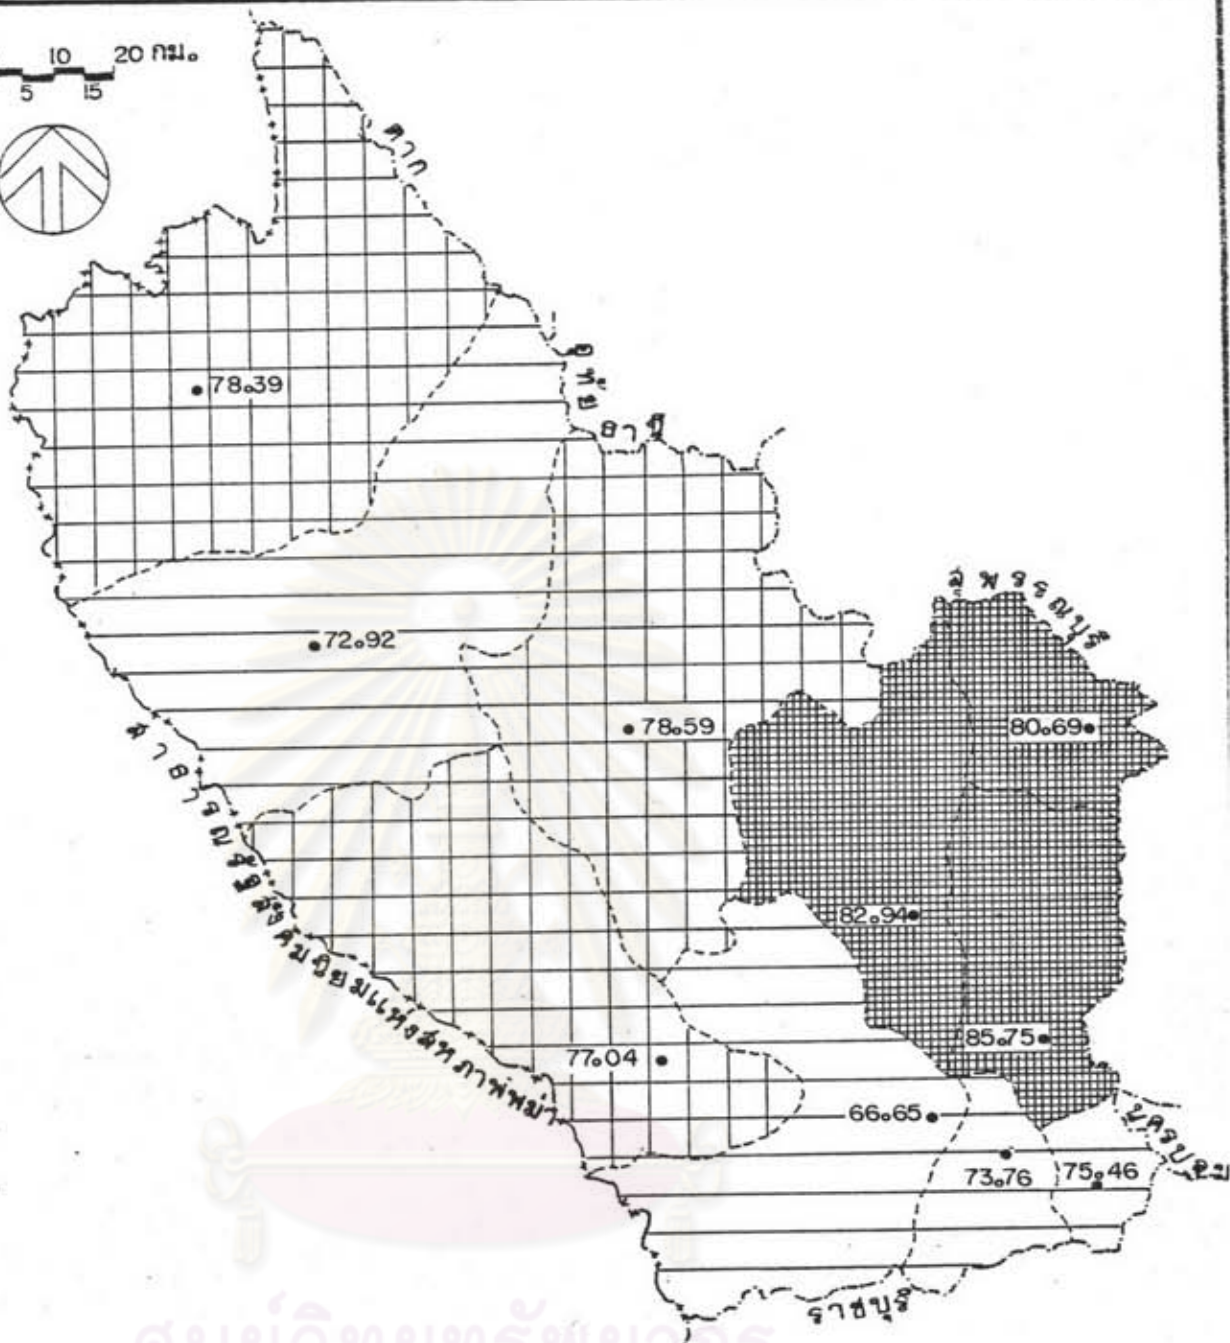 10 20 กม.
5 15
ตาก
อุทัยธานี
78.39
สุพรรณบุรี
72.92
78.59
80.69
สาธารณรัฐสังคมนิยมแห่งสหภาพพม่า
82.94
85.75
77.04
66.65
นครปฐม
73.76 75.46
ราชบุรี